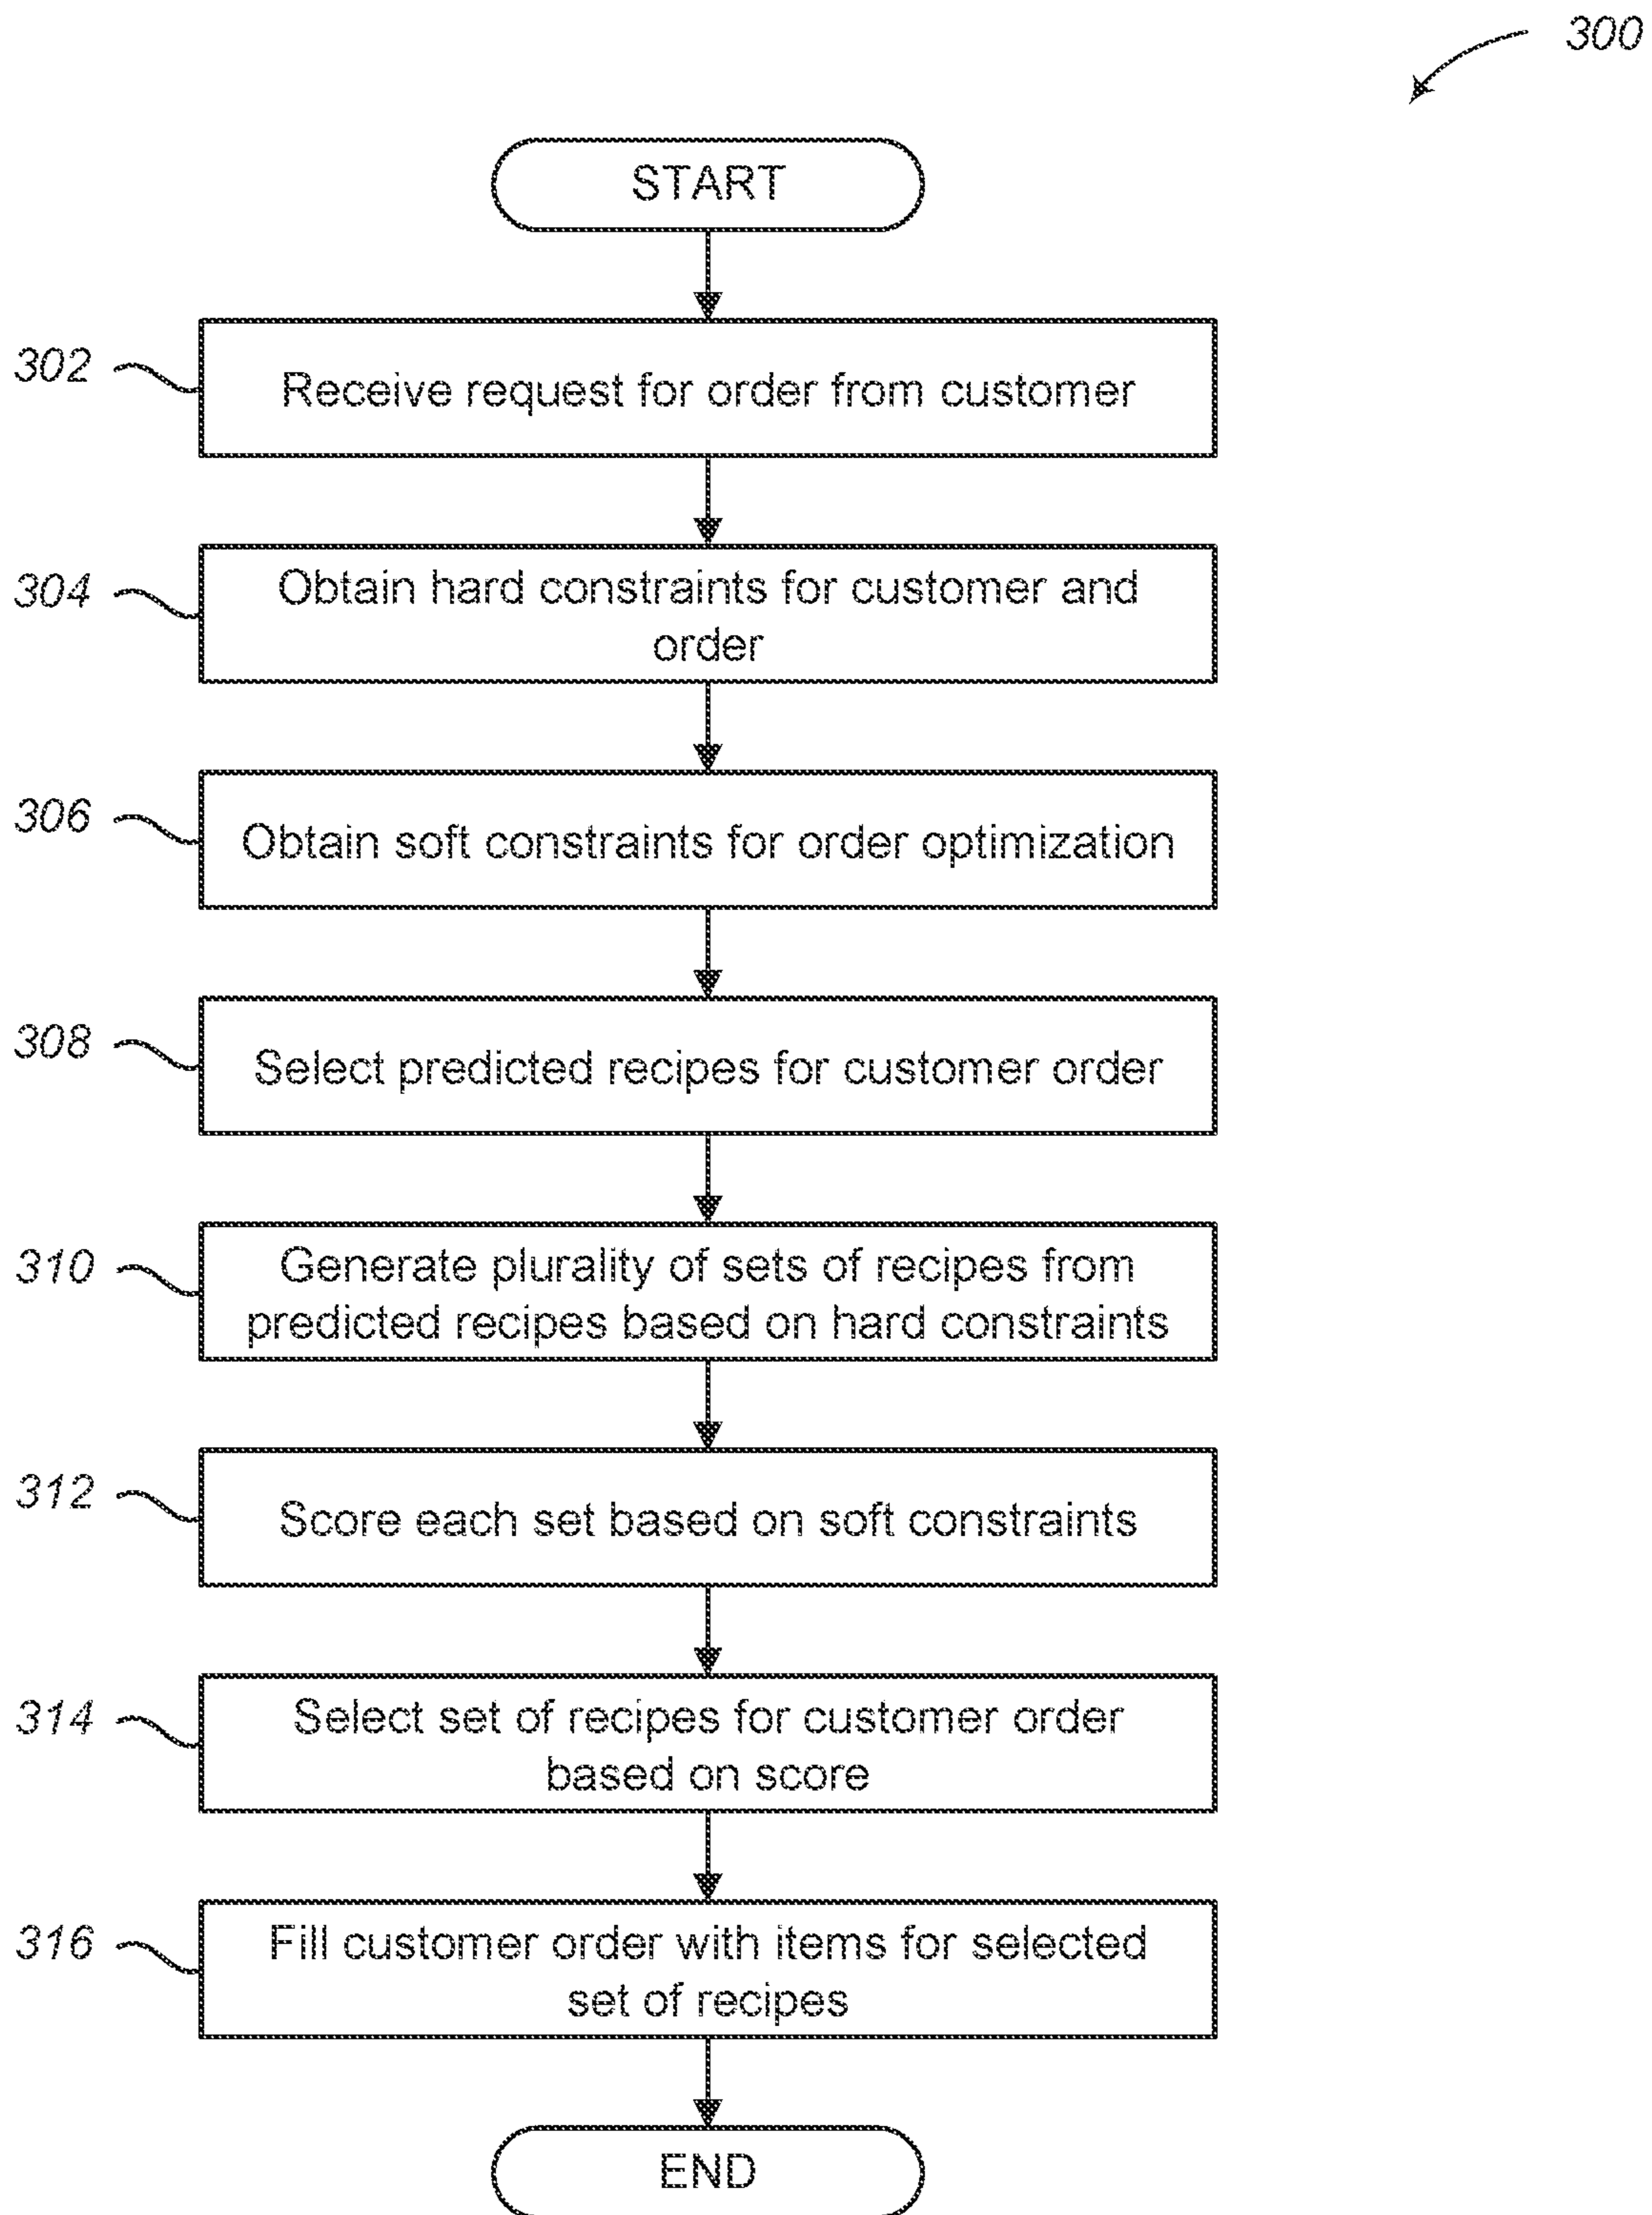 300
START
302
Receive request for order from customer
304
Obtain hard constraints for customer and
order
306
Obtain soft constraints for order optimization
308
Select predicted recipes for customer order
310
Generate plurality of sets of recipes from
predicted recipes based on hard constraints
312
Score each set based on soft constraints
314
Select set of recipes for customer order
based on score
316
Fill customer order with items for selected
set of recipes
END